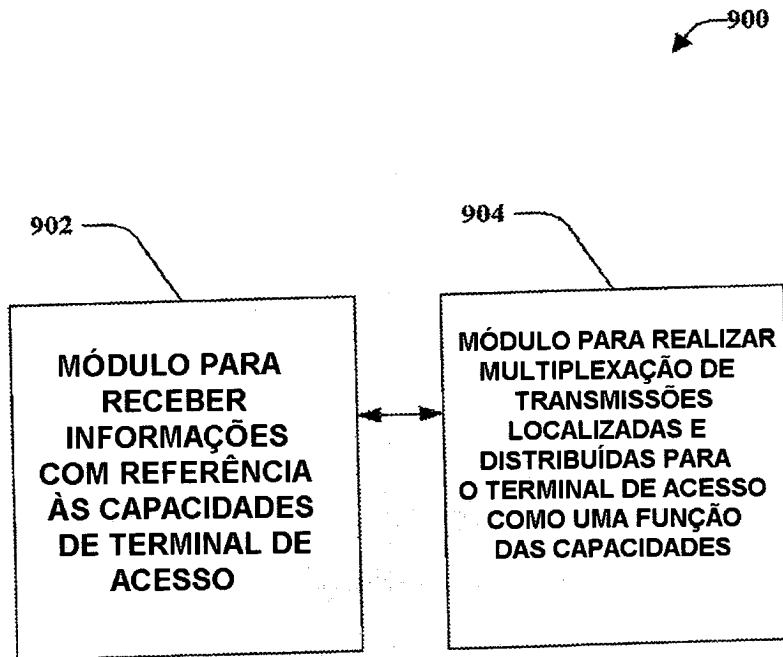 900
902
904
MÓDULO PARA
RECEBER
INFORMAÇÕES
COM REFERÊNCIA
ÀS CAPACIDADES
DE TERMINAL DE
ACESSO
MÓDULO PARA REALIZAR
MULTIPLEXAÇÃO DE
TRANSMISSÕES
LOCALIZADAS E
DISTRIBUÍDAS PARA
O TERMINAL DE ACESSO
COMO UMA FUNÇÃO
DAS CAPACIDADES